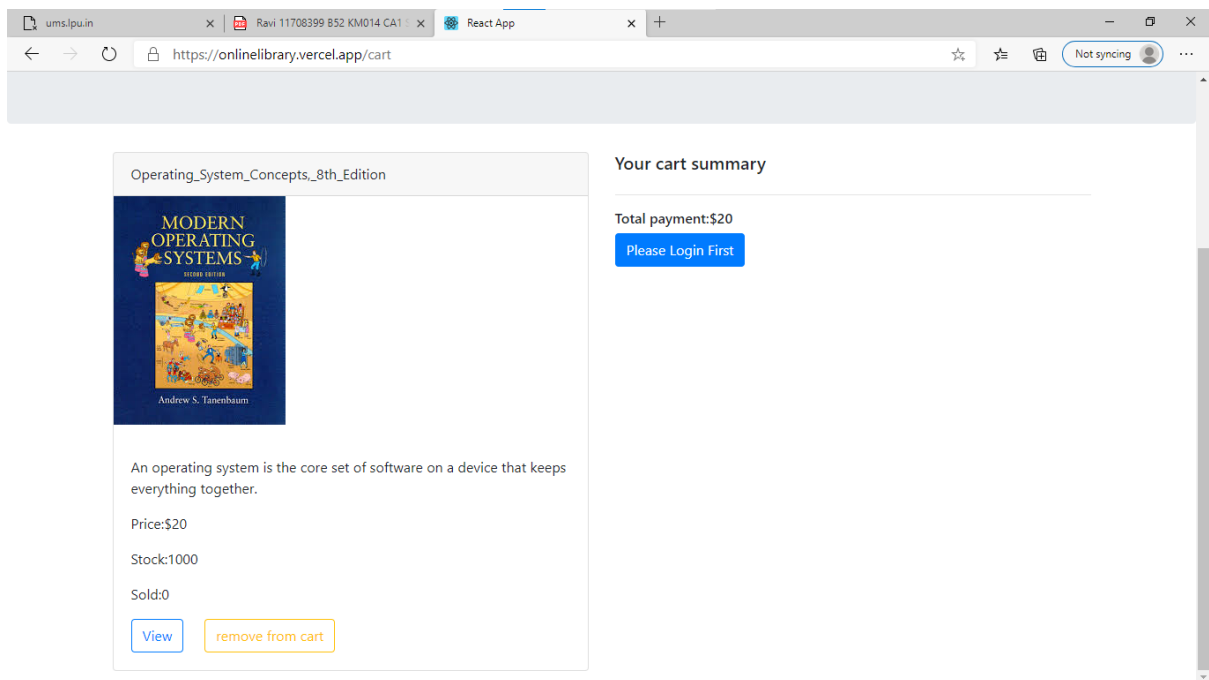 ums.lpu.in
Ravi 11708399 B52 KM014 CA1
React App
https://onlinelibrary.vercel.app/cart
Not syncing
Operating_System_Concepts,_8th_Edition
MODERN
OPERATING
SYSTEMS
SECOND EDITION
Andrew S. Tanenbaum
An operating system is the core set of software on a device that keeps
everything together.
Price:$20
Stock:1000
Sold:0
View
remove from cart
Your cart summary
Total payment:$20
Please Login First